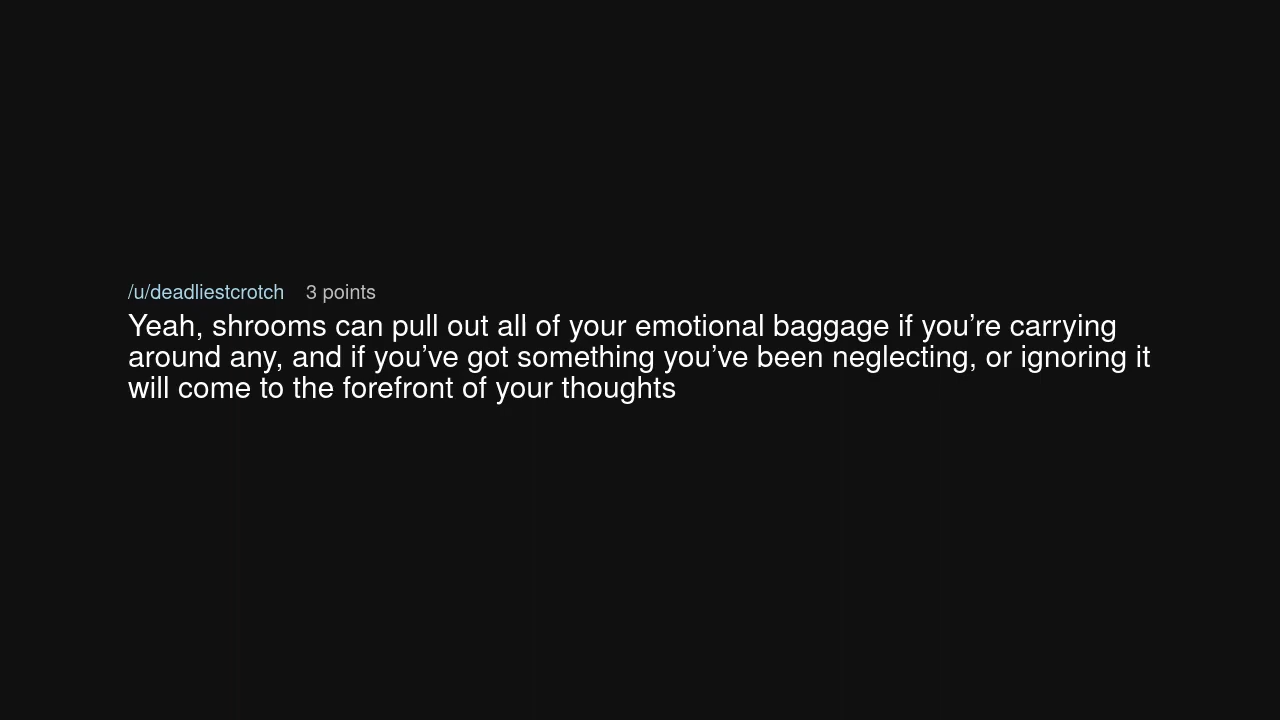 /u/deadliestcrotch 3 points
Yeah, shrooms can pull out all of your emotional baggage if you’re carrying
around any, and if you’ve got something you’ve been neglecting, or ignoring it
will come to the forefront of your thoughts